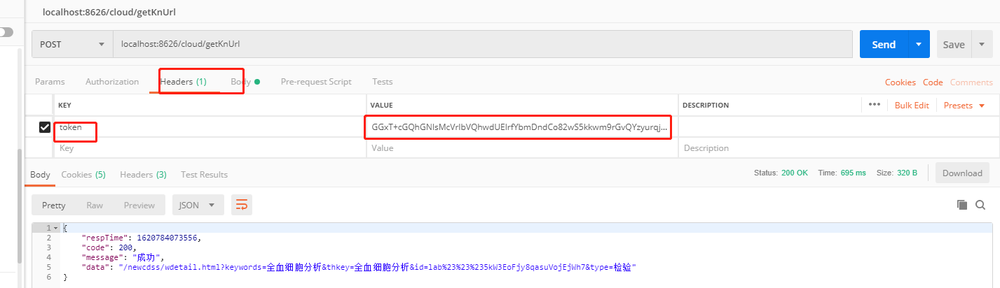 localhost:8626/cloud/getKnUrl
POST localhost:8626/cloud/getKnUrl Send Save
Params Authorization Headers (1) Body Pre-request Script Tests Cookies Code Comments
KEY VALUE DESCRIPTION ••• Bulk Edit Presets
token GGxT+cGQhGNIsMcVrIbVQhwdUEIrfYbmDndCo82wS5kkwm9rGvQYzyurqj...
Key Value Description
Body Cookies (5) Headers (3) Test Results Status: 200 OK Time: 695 ms Size: 320 B Download
Pretty Raw Preview JSON
1 {
2 "respTime": 1620784073556,
3 "code": 200,
4 "message": "成功",
5 "data": "/newcdss/wdetail.html?keywords=全血细胞分析&thkey=全血细胞分析&id=lab%23%23%235kW3EoFjy8qasuVojEjWh7&type=检验"
6 }